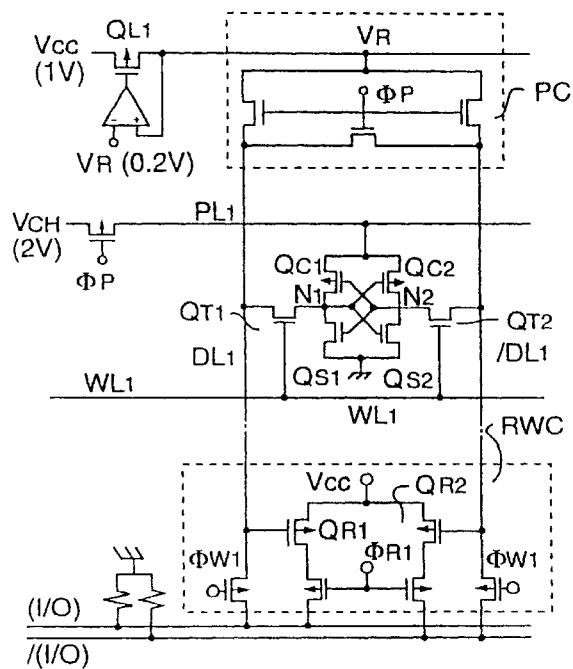 QL1
VCC
(1V)
VR
ΦP
PC
- +
VR (0.2V)
VCH
(2V)
PL1
ΦP
QC1
QC2
N1
N2
QT1
QT2
DL1
/DL1
QS1
QS2
WL1
WL1
RWC
VCC
QR2
QR1
ΦW1
ΦR1
ΦW1
(I/O)
/(I/O)